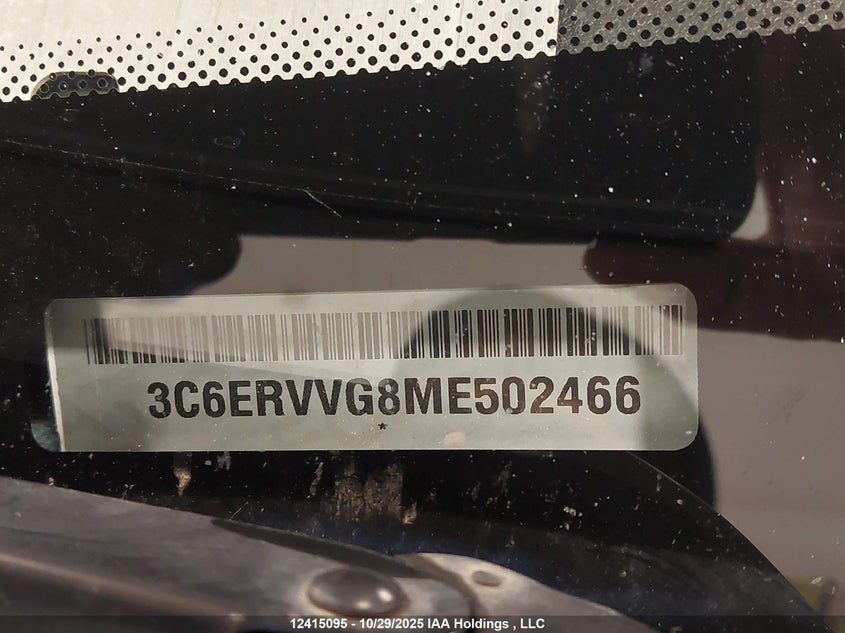 3C6ERVVG8ME502466
*
12415095 - 10/29/2025 IAA Holdings , LLC